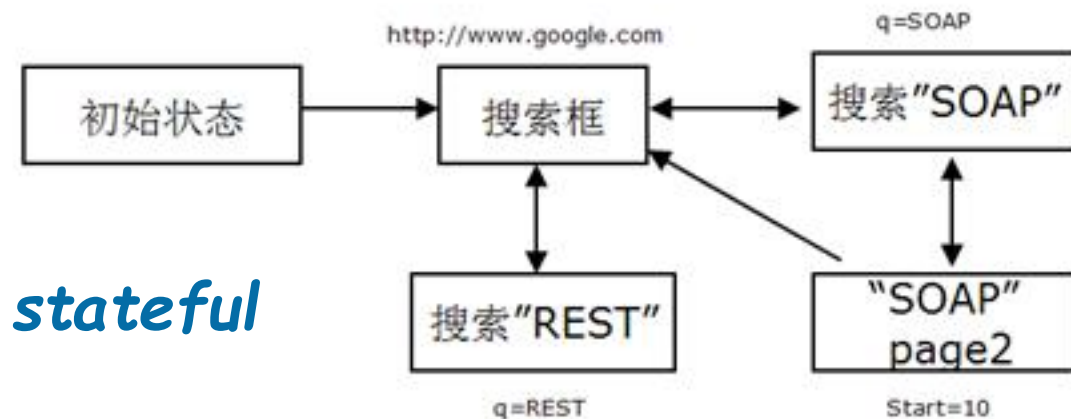 http://www.google.com
q=SOAP
初始状态
搜索框
搜索”SOAP”
stateful
搜索”REST”
“SOAP”
page2
q=REST
Start=10